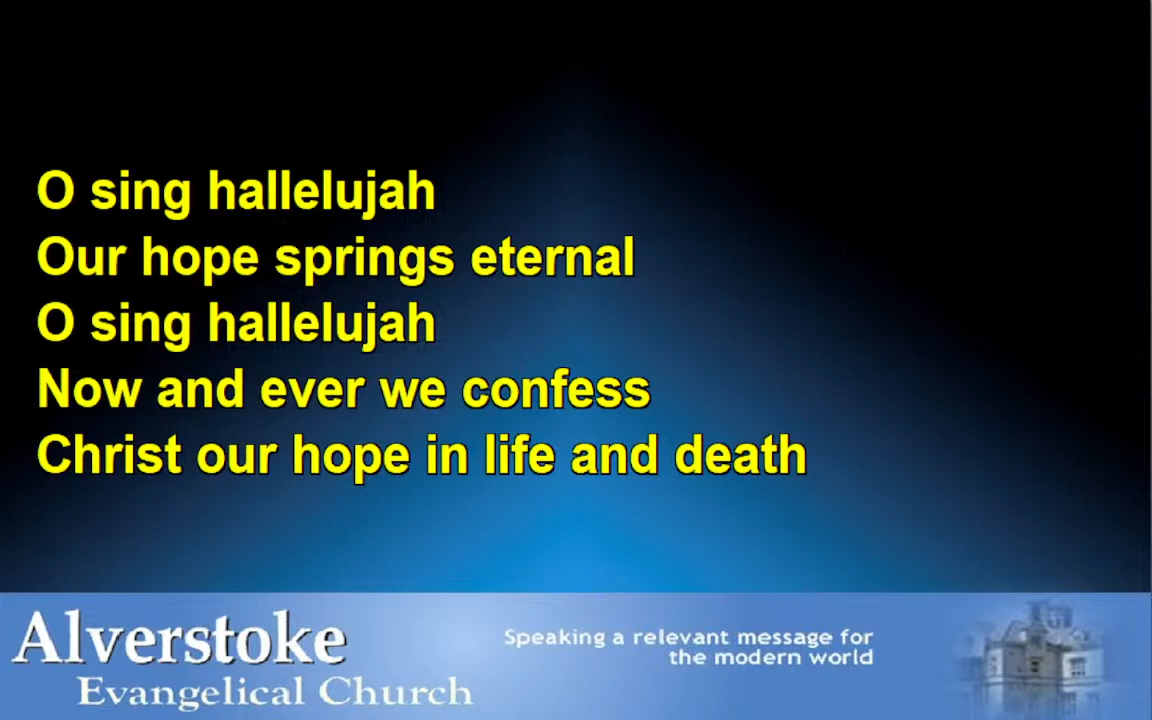 O sing hallelujah
Our hope springs eternal
O sing hallelujah
Now and ever we confess
Christ our hope in life and death
Alverstoke
Evangelical Church
Speaking a relevant message for
the modern world